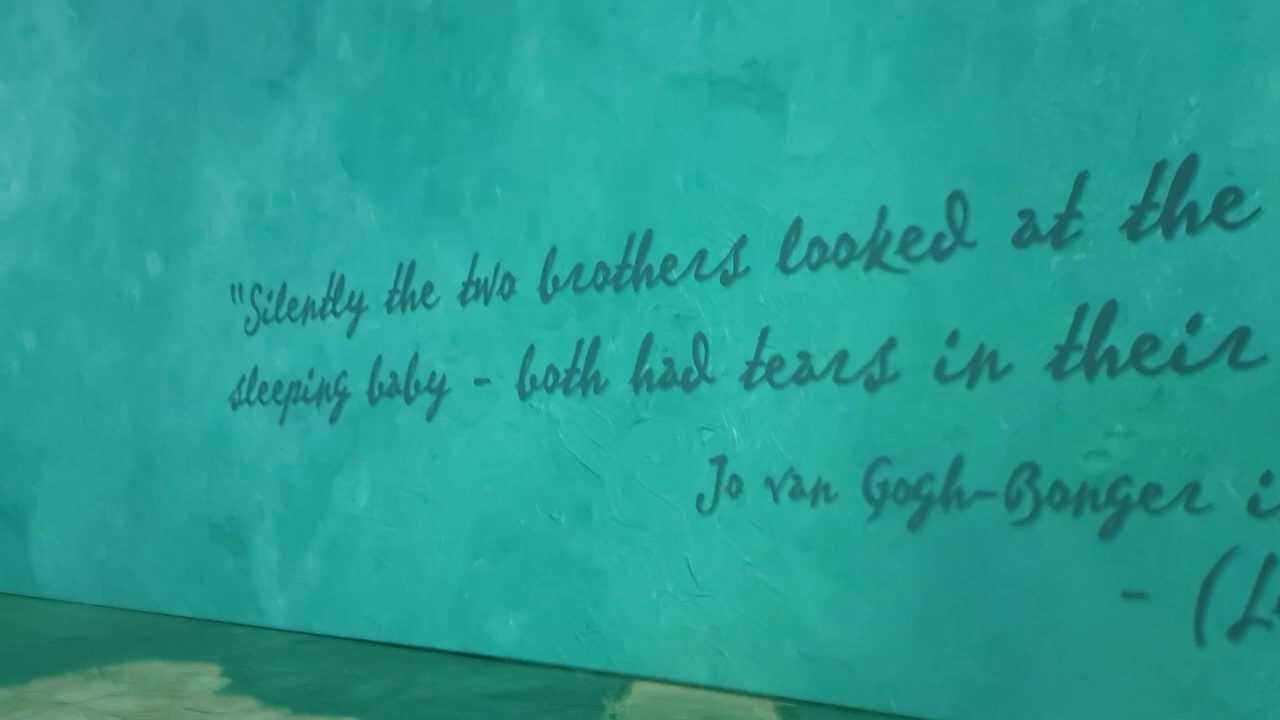 "Silently the two brothers looked at the
sleeping baby - both had tears in their
Jo van Gogh-Bonger
- (